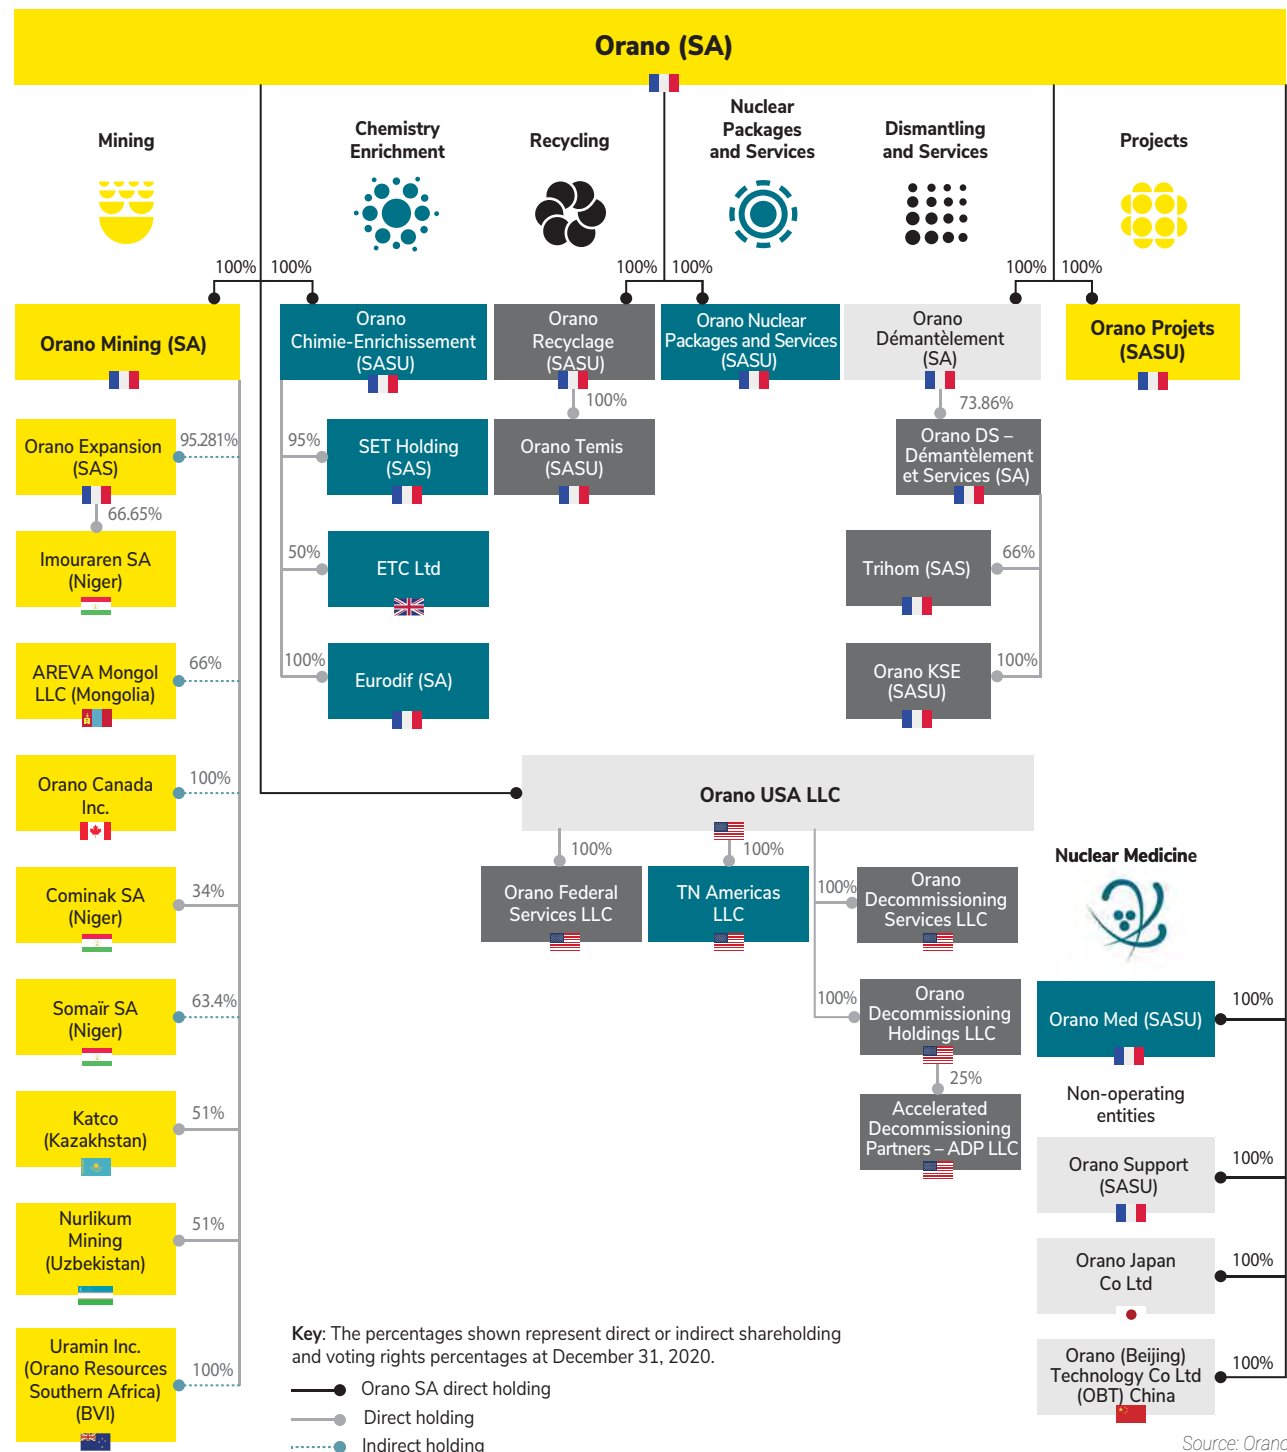 Orano (SA)
Mining
Chemistry
Enrichment
Recycling
Nuclear
Packages
and Services
Dismantling
and Services
Projects
100%
100%
100%
100%
100%
100%
Orano Mining (SA)
Orano
Chimie-Enrichissement
(SASU)
Orano
Recyclage
(SASU)
Orano Nuclear
Packages and Services
(SASU)
Orano
Démantèlement
(SA)
Orano Projets
(SASU)
Orano Expansion
(SAS)
95.281%
66.65%
Imouraren SA
(Niger)
AREVA Mongol
LLC (Mongolia)
66%
Orano Canada
Inc.
100%
Cominak SA
(Niger)
34%
Somaïr SA
(Niger)
63.4%
Katco
(Kazakhstan)
51%
Nurlikum
Mining
(Uzbekistan)
51%
Uramin Inc.
(Orano Resources
Southern Africa)
(BVI)
100%
95%
SET Holding
(SAS)
50%
ETC Ltd
100%
Eurodif (SA)
100%
Orano Temis
(SASU)
73.86%
Orano DS –
Démantèlement
et Services (SA)
Trihom (SAS)
66%
Orano KSE
(SASU)
100%
Orano USA LLC
100%
Orano Federal
Services LLC
100%
TN Americas
LLC
100%
Orano
Decommissioning
Services LLC
100%
Orano
Decommissioning
Holdings LLC
25%
Accelerated
Decommissioning
Partners – ADP LLC
Nuclear Medicine
Orano Med (SASU)
100%
Non-operating
entities
Orano Support
(SASU)
100%
Orano Japan
Co Ltd
100%
Orano (Beijing)
Technology Co Ltd
(OBT) China
100%
Key: The percentages shown represent direct or indirect shareholding
and voting rights percentages at December 31, 2020.
Orano SA direct holding
Direct holding
Indirect holding
Source: Orano